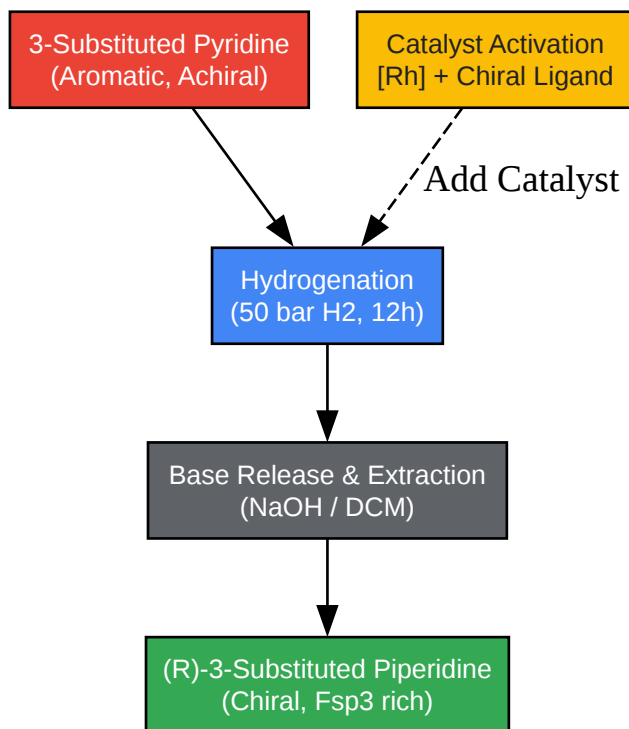 3-Substituted Pyridine
(Aromatic, Achiral)
Catalyst Activation
[Rh] + Chiral Ligand
Add Catalyst
Hydrogenation
(50 bar H2, 12h)
Base Release & Extraction
(NaOH / DCM)
(R)-3-Substituted Piperidine
(Chiral, Fsp3 rich)